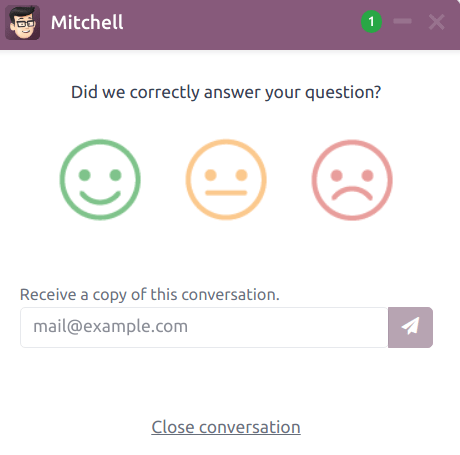 Mitchell
1
Did we correctly answer your question?
Receive a copy of this conversation.
mail@example.com
Close conversation